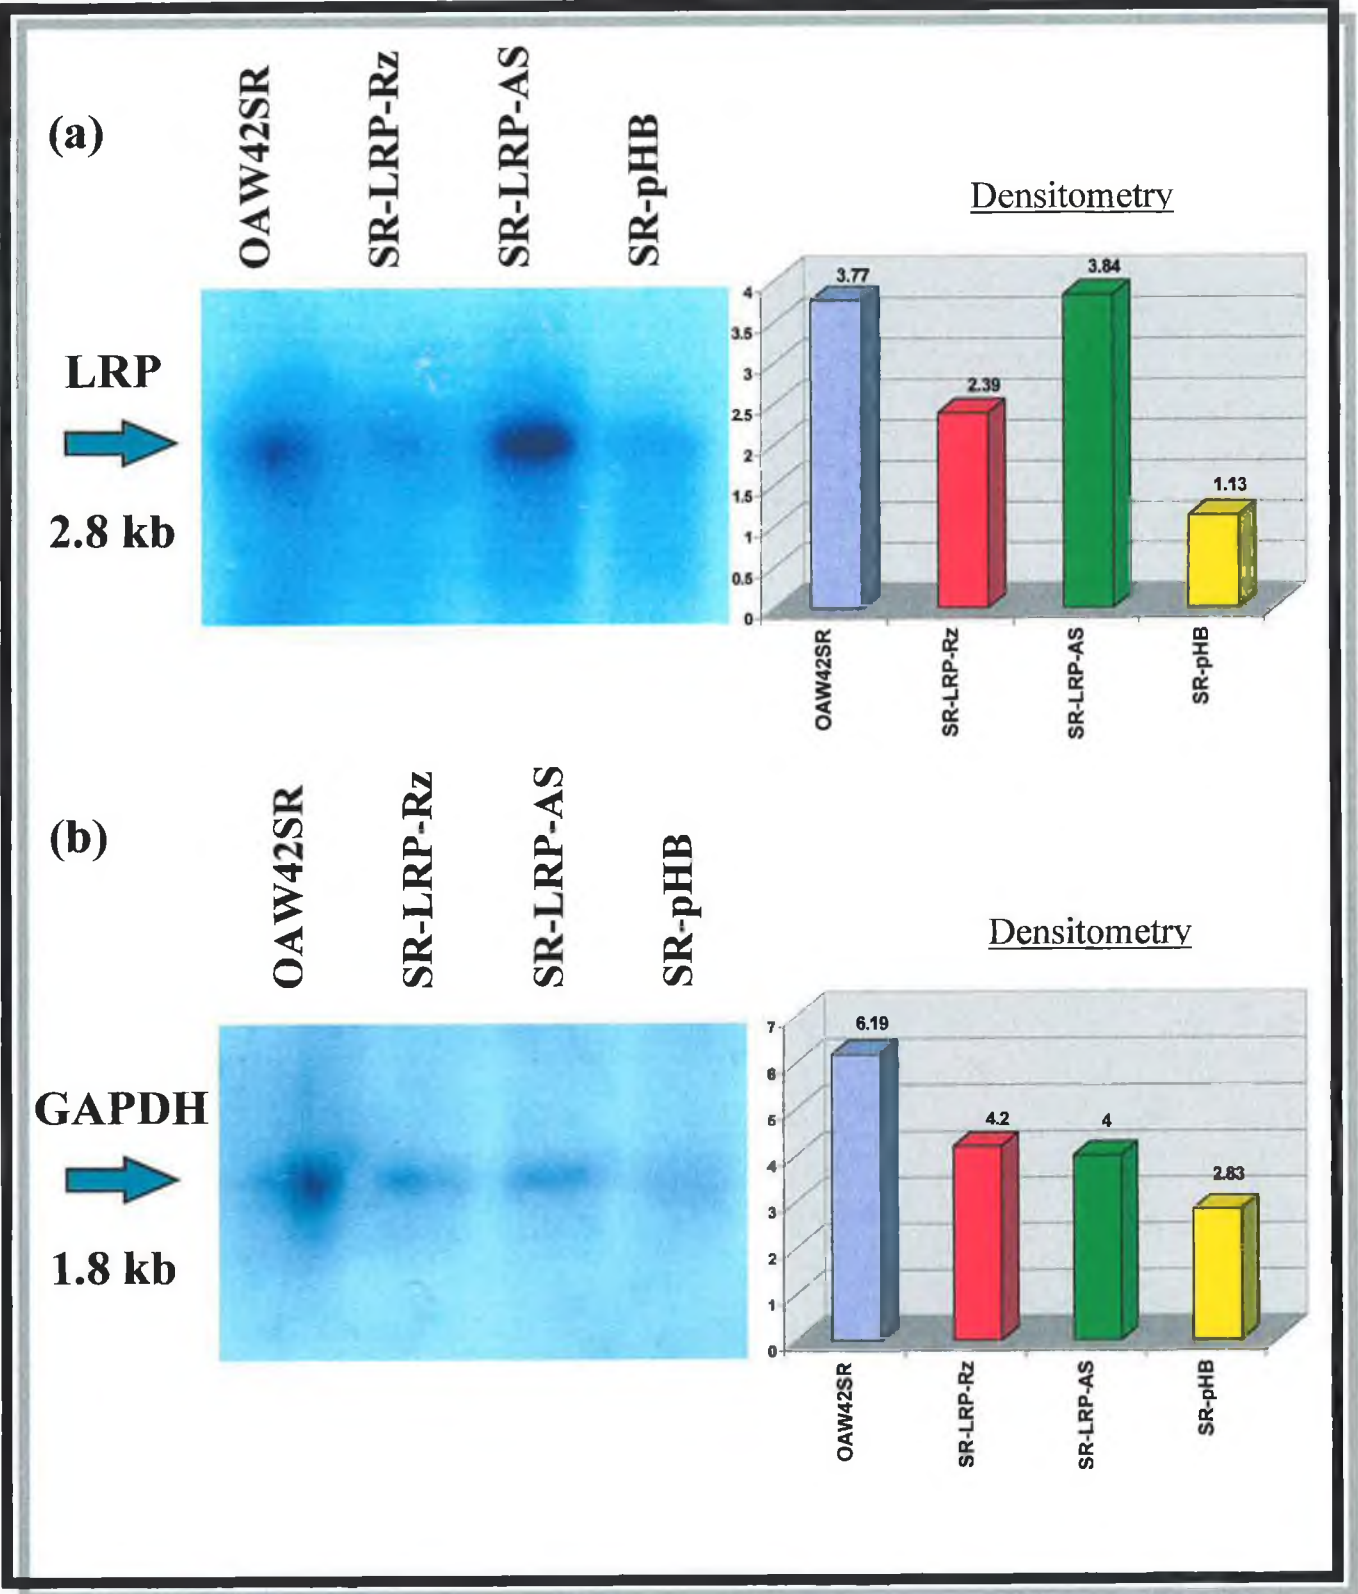 (a)
OAW42SR
SR-LRP-Rz
SR-LRP-AS
SR-pHB
LRP
2.8 kb
Densitometry
4
3.5
3
2.5
2
1.5
1
0.5
0
3.77
2.39
3.84
1.13
OAW42SR
SR-LRP-Rz
SR-LRP-AS
SR-pHB
(b)
OAW42SR
SR-LRP-Rz
SR-LRP-AS
SR-pHB
GAPDH
1.8 kb
Densitometry
7
6
5
4
3
2
1
0
6.19
4.2
4
2.83
OAW42SR
SR-LRP-Rz
SR-LRP-AS
SR-pHB